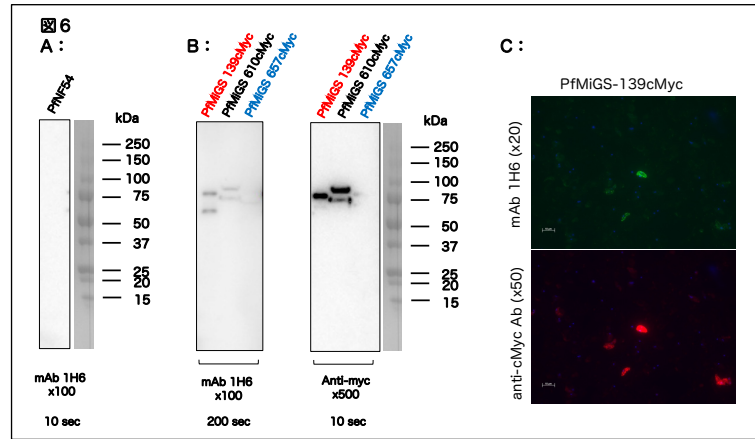 図6
A：
PfNF54
kDa
250
150
100
75
50
37
25
20
15
mAb 1H6
x100
10 sec
B：
PfMiGS 139cMyc
PfMiGS 610cMyc
PfMiGS 657cMyc
mAb 1H6
x100
200 sec
PfMiGS 139cMyc
PfMiGS 610cMyc
PfMiGS 657cMyc
kDa
250
150
100
75
50
37
25
20
15
Anti-myc
x500
10 sec
C：
PfMiGS-139cMyc
mAb 1H6 (x20)
anti-cMyc Ab (x50)